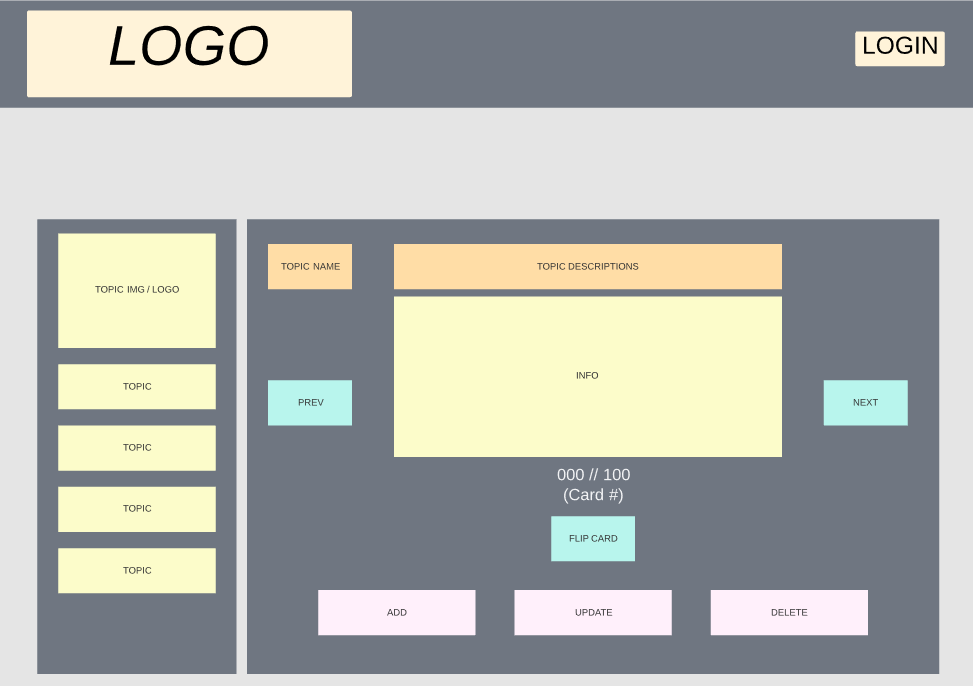 LOGO
LOGIN
TOPIC IMG / LOGO
TOPIC
TOPIC
TOPIC
TOPIC
TOPIC NAME
TOPIC DESCRIPTIONS
INFO
PREV
NEXT
000 // 100
(Card #)
FLIP CARD
ADD
UPDATE
DELETE